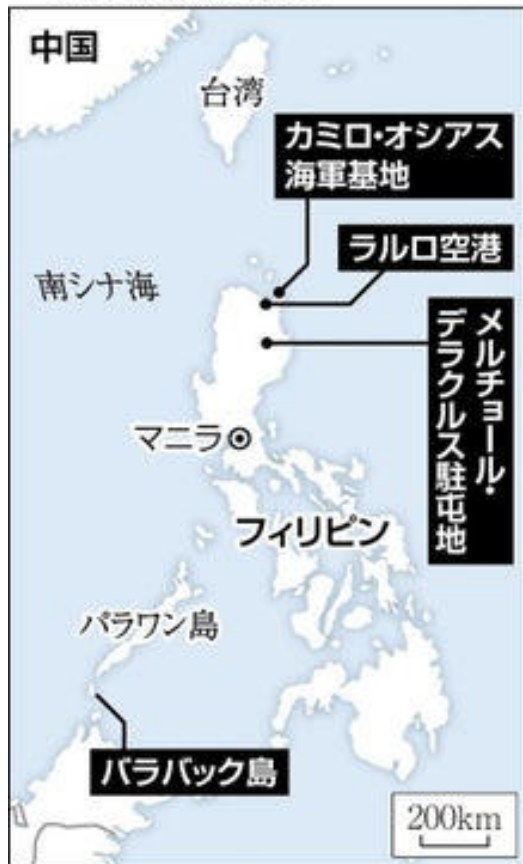 中国
台湾
カミロ・オシアス
海軍基地
ラルロ空港
南シナ海
メルチョール・
デラクルス駐屯地
マニラ
フィリピン
パラワン島
バラバック島
200km